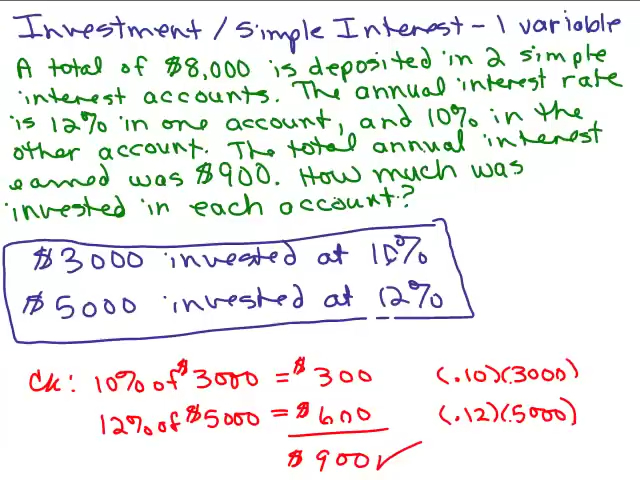 Investment / Simple Interest - 1 variable
A total of $8,000 is deposited in 2 simple
interest accounts. The annual interest rate
is 12% in one account, and 10% in the
other account. The total annual interest
earned was $900. How much was
invested in each account?
$3000 invested at 10%
$5000 invested at 12%
Ck: 10% of $3000 = $300 (.10)(3000)
12% of $5000 = $600 (.12)(5000)
$900✓